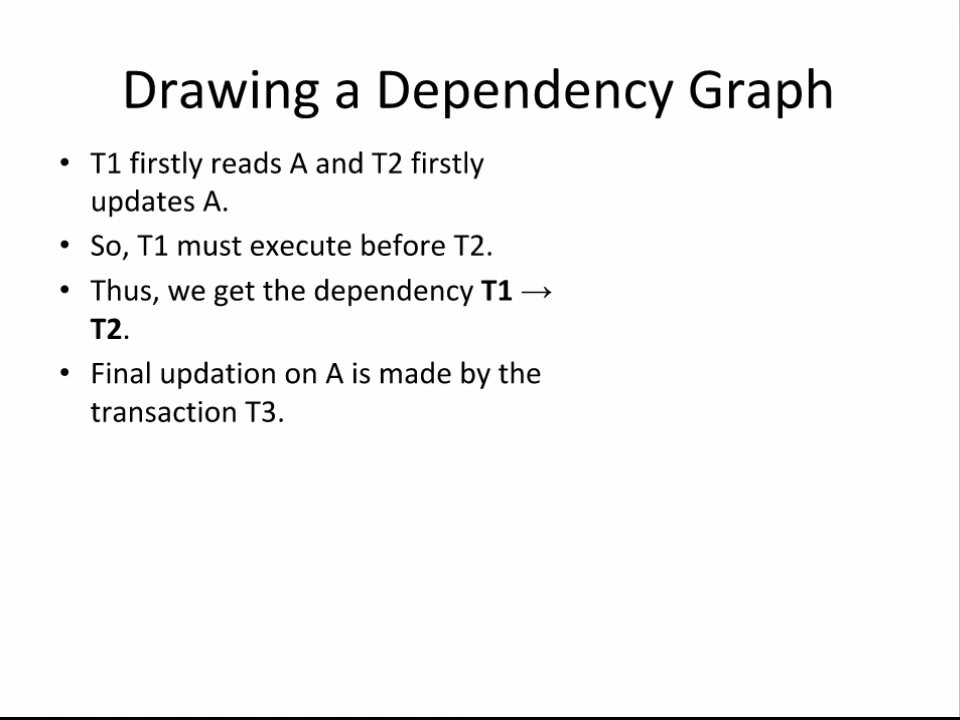 Drawing a Dependency Graph
• T1 firstly reads A and T2 firstly
updates A.
• So, T1 must execute before T2.
• Thus, we get the dependency T1 →
T2.
• Final updation on A is made by the
transaction T3.